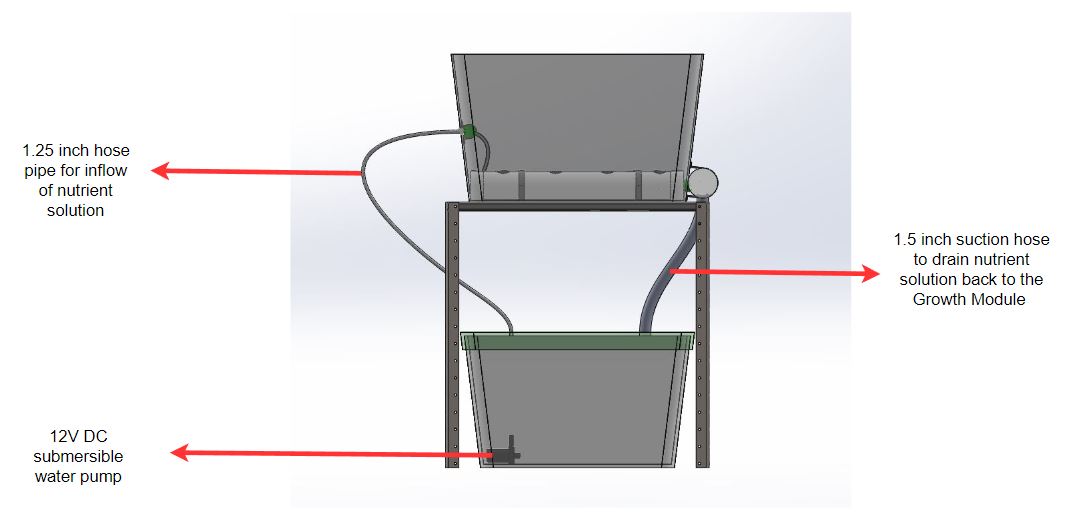 1.25 inch hose
pipe for inflow
of nutrient
solution
1.5 inch suction hose
to drain nutrient
solution back to the
Growth Module
12V DC
submersible
water pump